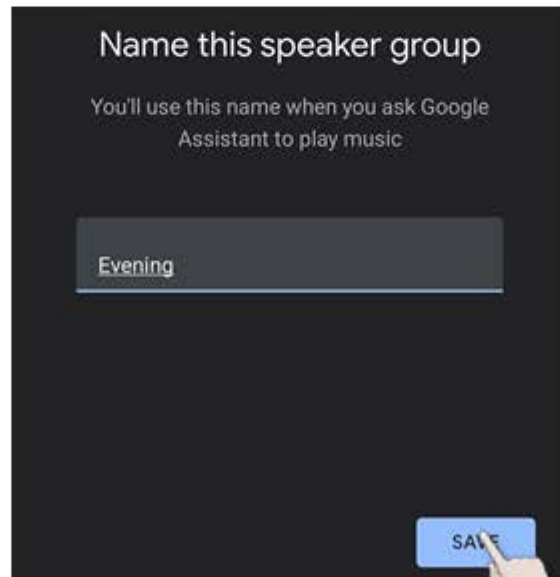 Name this speaker group
You'll use this name when you ask Google
Assistant to play music
Evening
SAVE